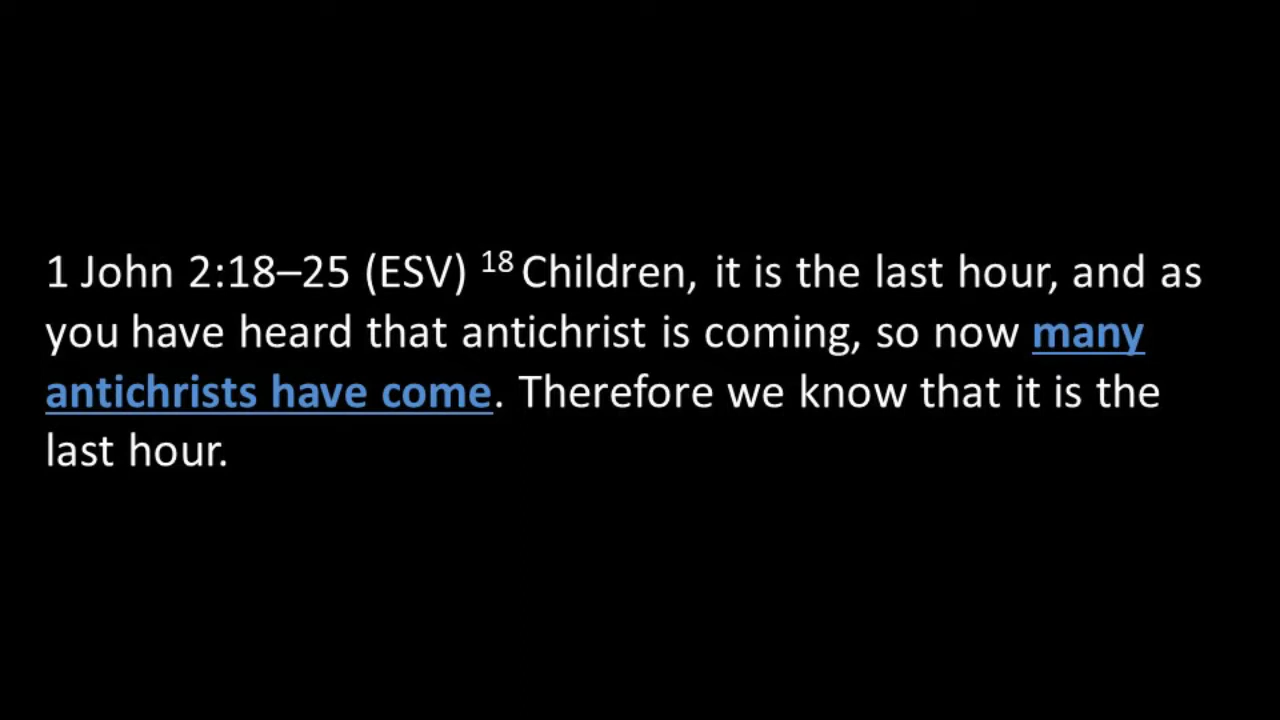 1 John 2:18–25 (ESV) 18 Children, it is the last hour, and as
you have heard that antichrist is coming, so now many
antichrists have come. Therefore we know that it is the
last hour.